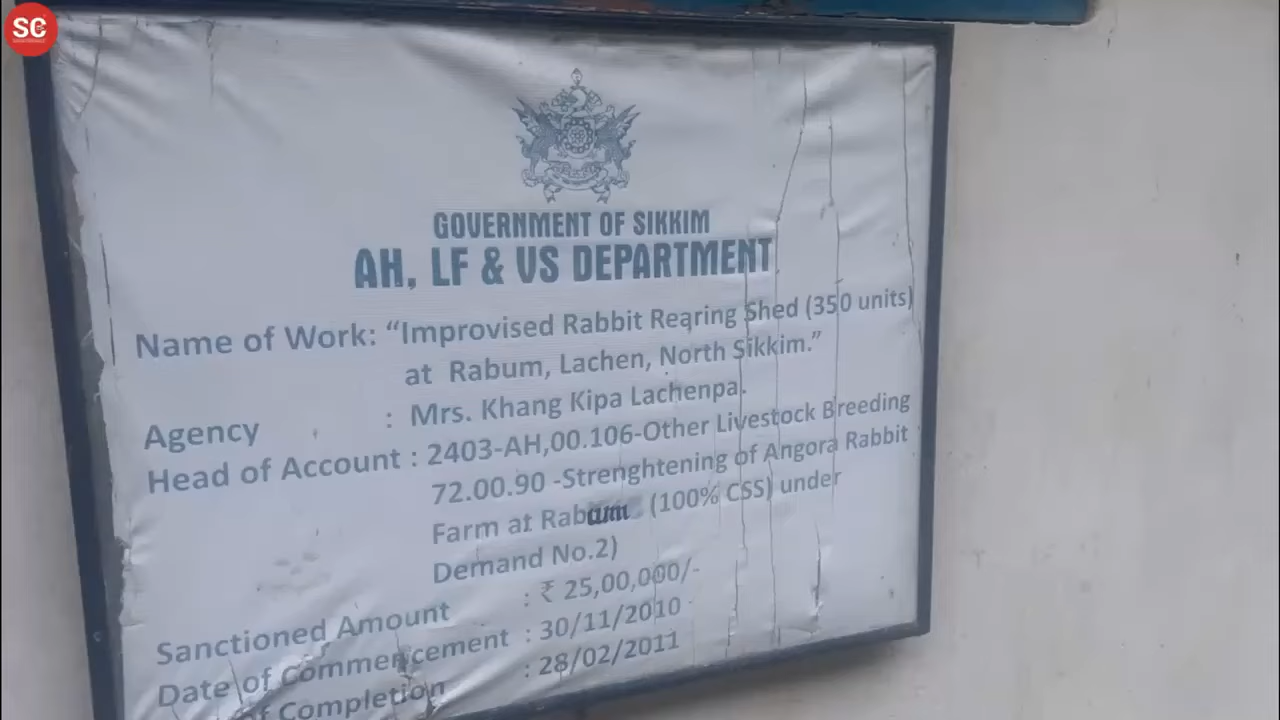 SC
GOVERNMENT OF SIKKIM
AH, LF & VS DEPARTMENT
Name of Work: “Improvised Rabbit Rearing Shed (350 units)
at Rabum, Lachen, North Sikkim.”
Agency : Mrs. Khang Kipa Lachenpa.
Head of Account : 2403-AH,00.106-Other Livestock Breeding
72.00.90 -Strenghtening of Angora Rabbit
Farm at Rabum (100% CSS) under
Demand No.2)
Sanctioned Amount : ₹ 25,00,000/-
Date of Commencement : 30/11/2010
of Completion : 28/02/2011